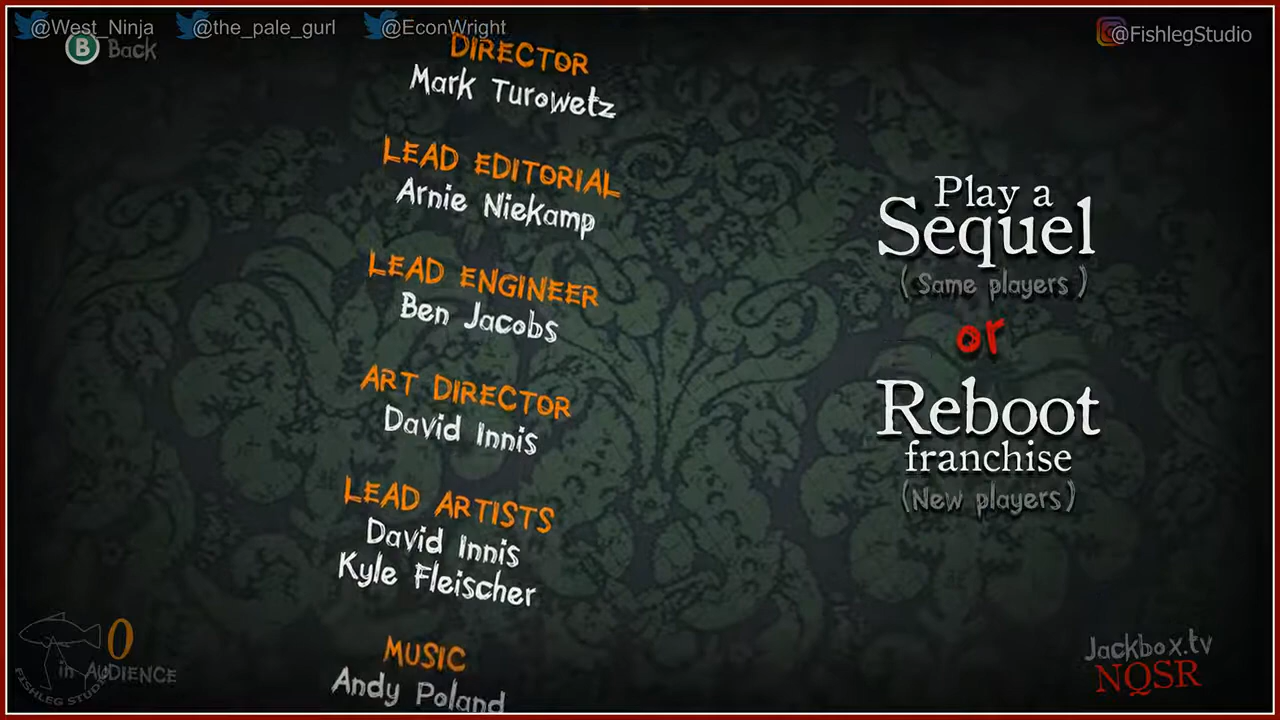 @West_Ninja @the_pale_gurl @EconWright @FishlegStudio
B Back
DIRECTOR
Mark Turowetz
LEAD EDITORIAL
Arnie Niekamp
LEAD ENGINEER
Ben Jacobs
ART DIRECTOR
David Innis
LEAD ARTISTS
David Innis
Kyle Fleischer
MUSIC
Andy Poland
Play a
Sequel
(Same players)
or
Reboot
franchise
(New players)
0
in AUDIENCE
FISHLEG STUDIO
Jackbox.tv
NQSR